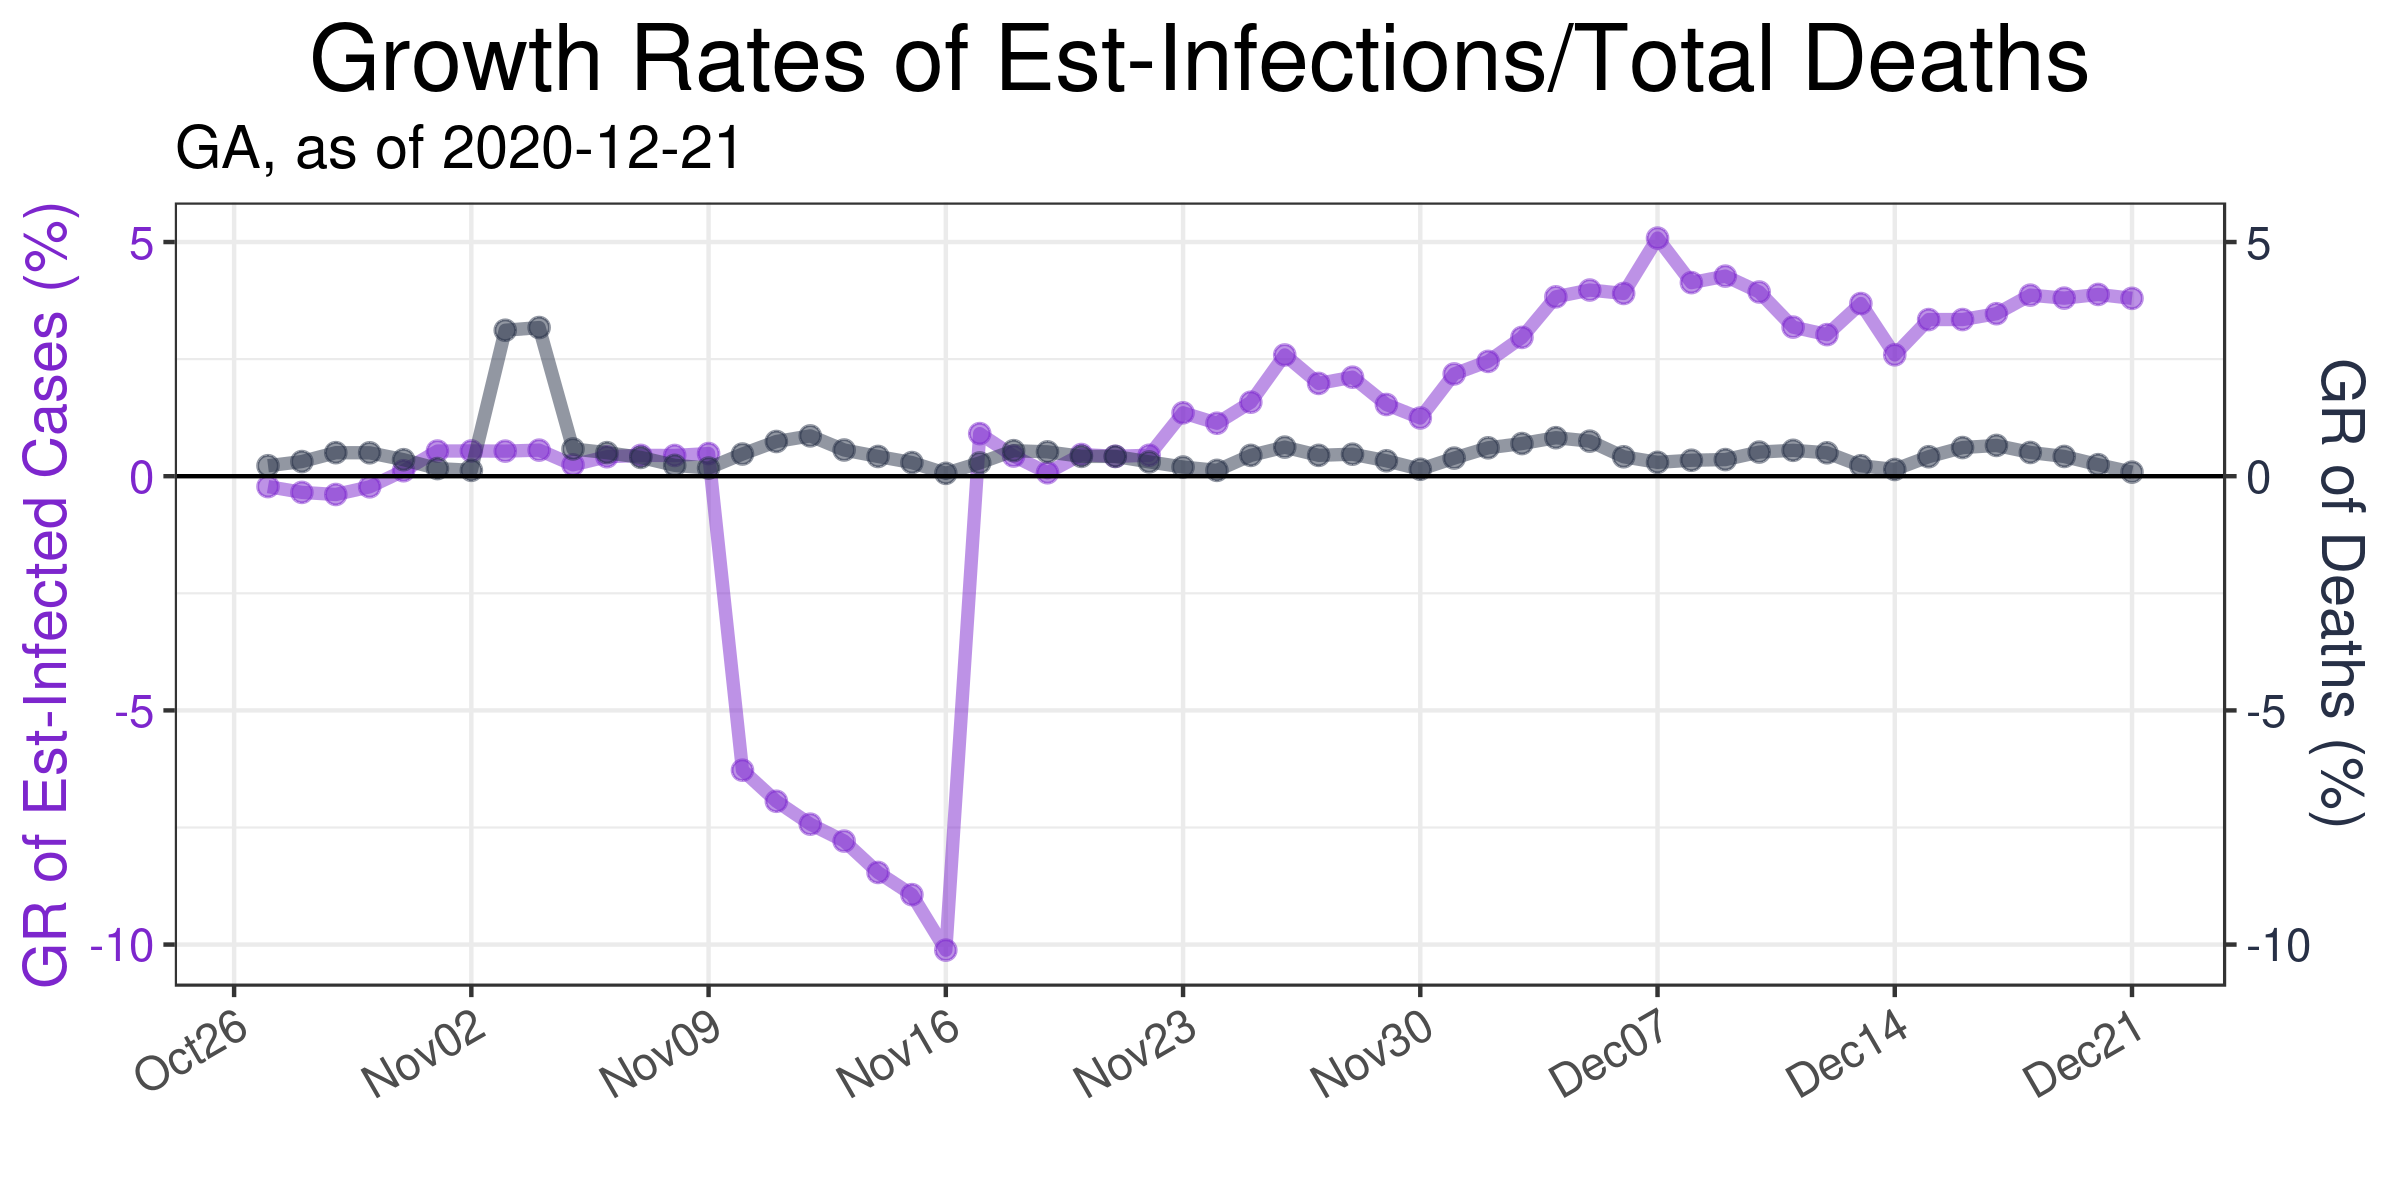 Growth Rates of Est-Infections/Total Deaths
GA, as of 2020-12-21
GR of Est-Infected Cases (%)
5
0
-5
-10
5
0
-5
-10
GR of Deaths (%)
Oct26
Nov02
Nov09
Nov16
Nov23
Nov30
Dec07
Dec14
Dec21